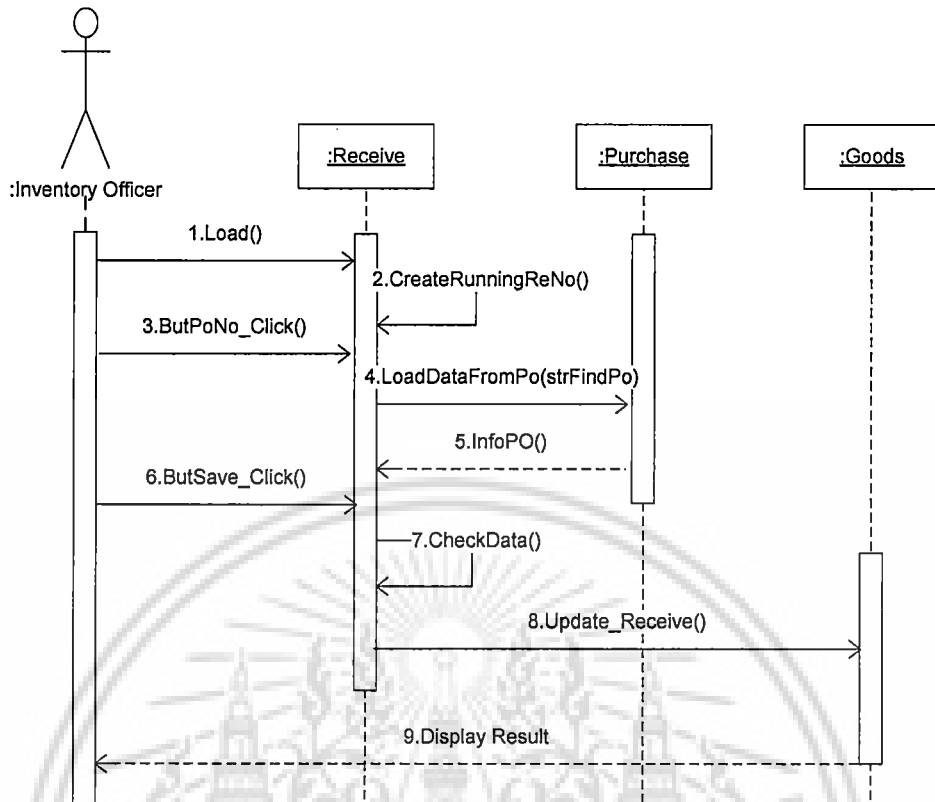 :Receive
:Purchase
:Goods
:Inventory Officer
1.Load()
2.CreateRunningReNo()
3.ButPoNo_Click()
4.LoadDataFromPo(strFindPo)
5.InfoPO()
6.ButSave_Click()
7.CheckData()
8.Update_Receive()
9.Display Result